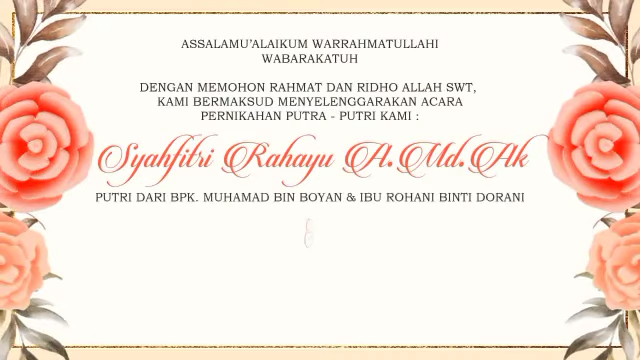 ASSALAMU'ALAIKUM WARRAHMATULLAHI
WABARAKATUH
DENGAN MEMOHON RAHMAT DAN RIDHO ALLAH SWT,
KAMI BERMAKSUD MENYELENGGARAKAN ACARA
PERNIKAHAN PUTRA - PUTRI KAMI :
Syahfitri Rahayu A.Md.Ak
PUTRI DARI BPK. MUHAMAD BIN BOYAN & IBU ROHANI BINTI DORANI